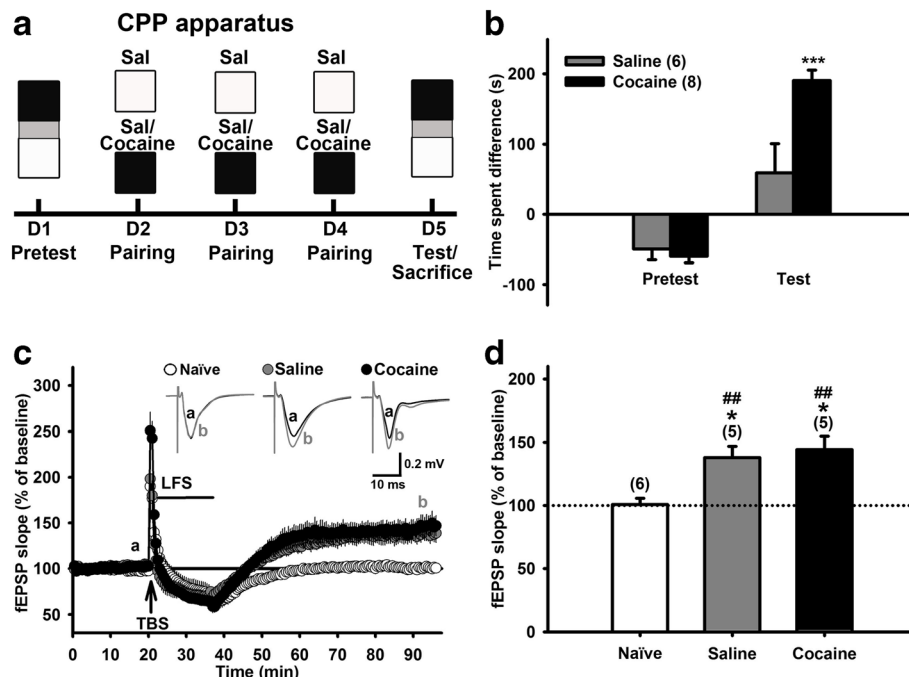 a
CPP apparatus
Sal Sal Sal
Sal/ Sal/ Sal/
Cocaine Cocaine Cocaine
D1 D2 D3 D4 D5
Pretest Pairing Pairing Pairing Test/
Sacrifice
b
Time spent difference (s)
200
100
0
-100
Saline (6)
Cocaine (8)
***
Pretest Test
c
fEPSP slope (% of baseline)
300
250
200
150
100
50
Naïve Saline Cocaine
a a a
b b b
0.2 mV
10 ms
LFS
a
b
TBS
0 10 20 30 40 50 60 70 80 90
Time (min)
d
fEPSP slope (% of baseline)
200
150
100
50
0
## ##
* *
(6) (5) (5)
Naïve Saline Cocaine